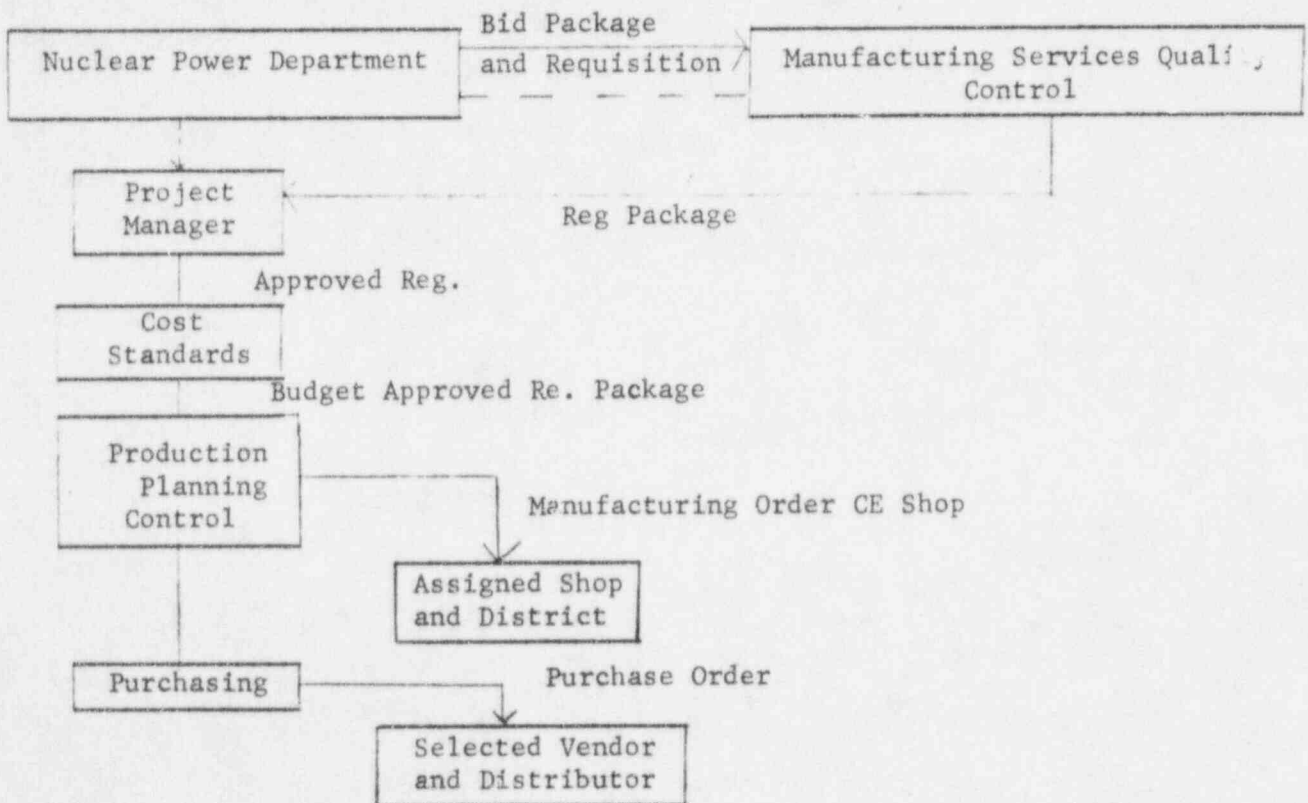 Bid Package
and Requisition
Nuclear Power Department
Manufacturing Services
Control
Project
Manager
Reg Package
Approved Reg.
Cost
Standards
Budget Approved Re. Package
Production
Planning
Control
Manufacturing Order CE Shop
Assigned Shop
and District
Purchasing
Purchase Order
Selected Vendor
and Distributor